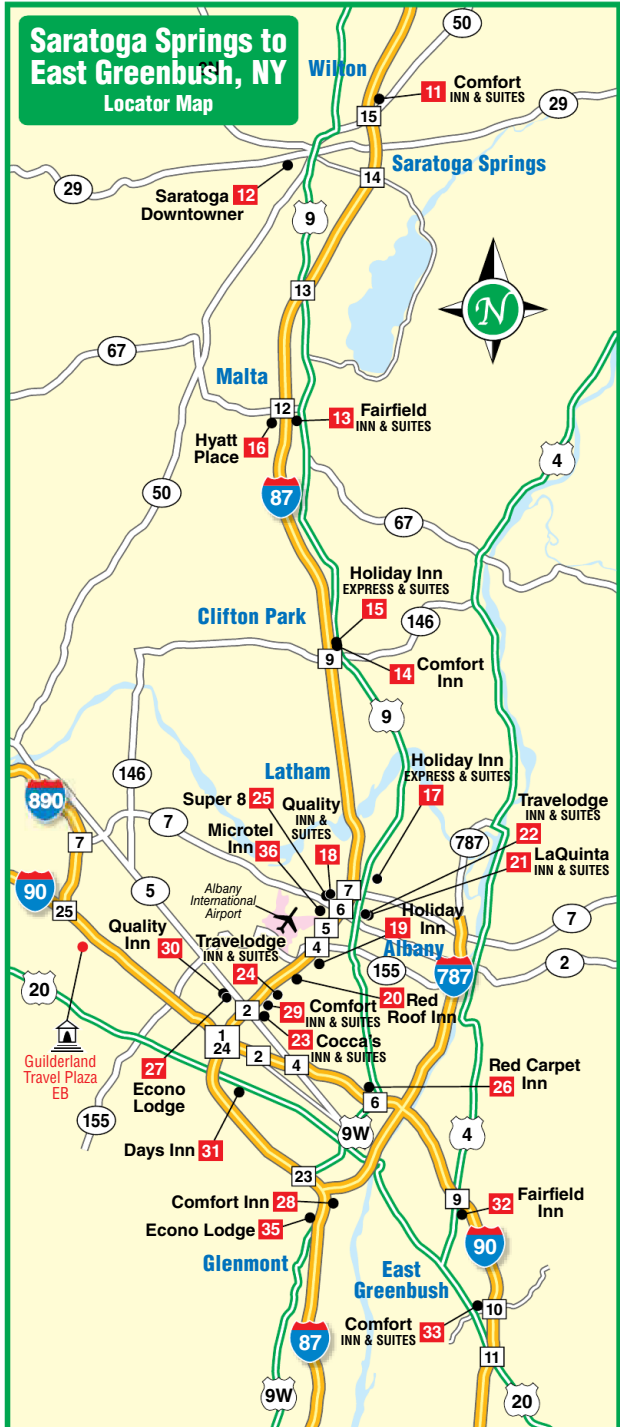 Saratoga Springs to
East Greenbush, NY
Locator Map
9N
Wilton
50
11 Comfort
INN & SUITES
15
29
Saratoga Springs
14
29
Saratoga 12
Downtowner
9
13
N
67
Malta
12
13 Fairfield
INN & SUITES
Hyatt
Place 16
4
87
50
67
Holiday Inn
EXPRESS & SUITES
15
Clifton Park
146
9
14 Comfort
Inn
9
Latham
Holiday Inn
EXPRESS & SUITES
17
146
890
Super 8 25
Quality
INN &
SUITES
18
Travelodge
INN & SUITES
22
7
Microtel
Inn 36
787
21 LaQuinta
INN & SUITES
7
90
5
7
6
25
Albany
International
Airport
5
Holiday
Inn
19
7
Quality
Inn 30
Travelodge
INN & SUITES
24
4
Albany
155
787
2
20
20 Red
Roof Inn
29 Comfort
INN & SUITES
2
23 Cocca's
INN & SUITES
1
24
2
4
Guilderland
Travel Plaza
EB
27
Econo
Lodge
Red Carpet
26 Inn
6
155
9W
4
Days Inn 31
23
9
32 Fairfield
Inn
Comfort Inn 28
Econo Lodge 35
90
Glenmont
East
Greenbush
10
Comfort
INN & SUITES 33
87
11
9W
20